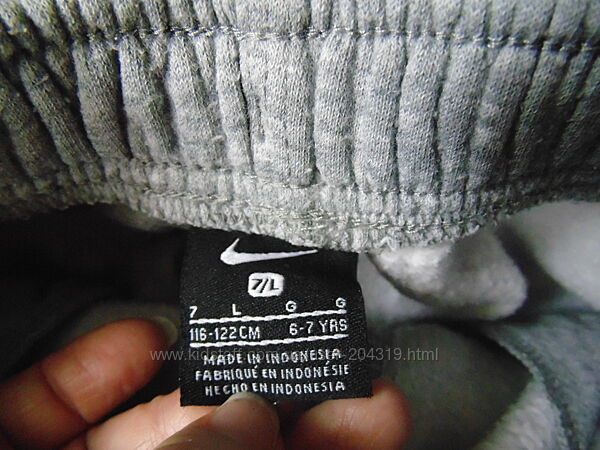 7/L
7 L G G
116-122CM 6-7 YRS
MADE IN INDONESIA
FABRIQUÉ EN INDONÉSIE
HECHO EN INDONESIA